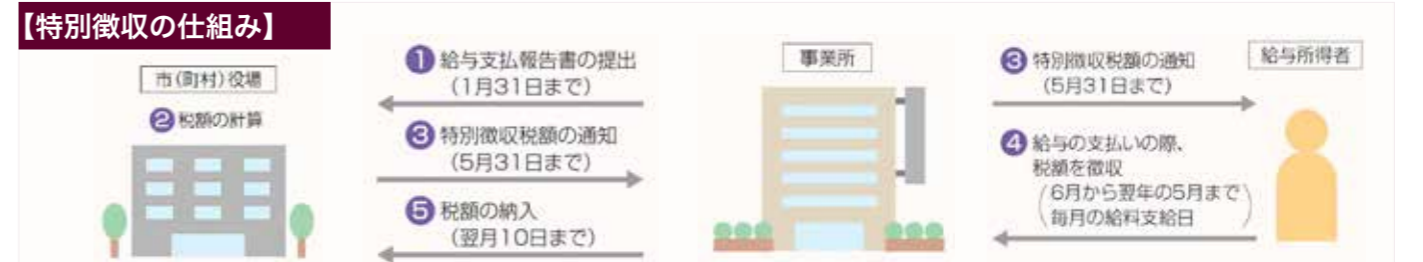 【特別徴収の仕組み】
市(町村)役場
❷税額の計算
❶給与支払報告書の提出
(1月31日まで)
❸特別徴収税額の通知
(5月31日まで)
❺税額の納入
(翌月10日まで)
事業所
❸特別徴収税額の通知
(5月31日まで)
❹給与の支払いの際、
税額を徴収
(6月から翌年の5月まで
毎月の給料支給日)
給与所得者